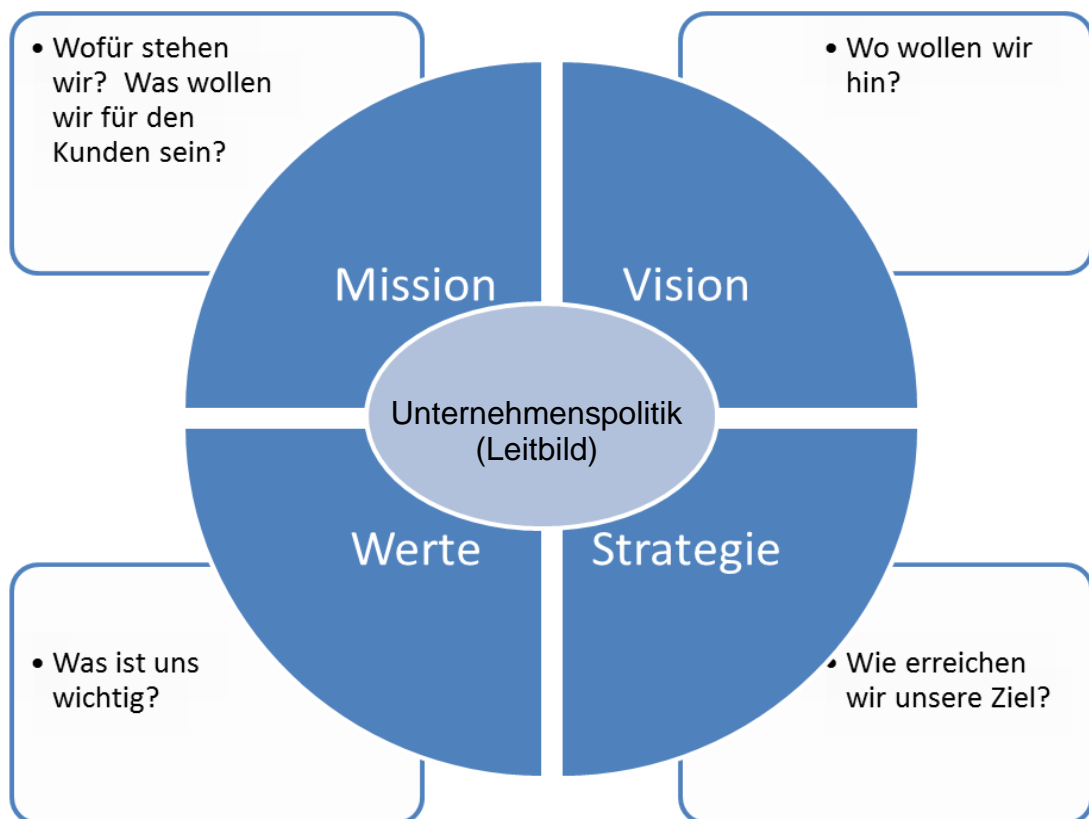 • Wofür stehen
wir?  Was wollen
wir für den
Kunden sein?
• Wo wollen wir
hin?
Mission
Vision
Unternehmenspolitik
(Leitbild)
Werte
Strategie
• Was ist uns
wichtig?
• Wie erreichen
wir unsere Ziel?